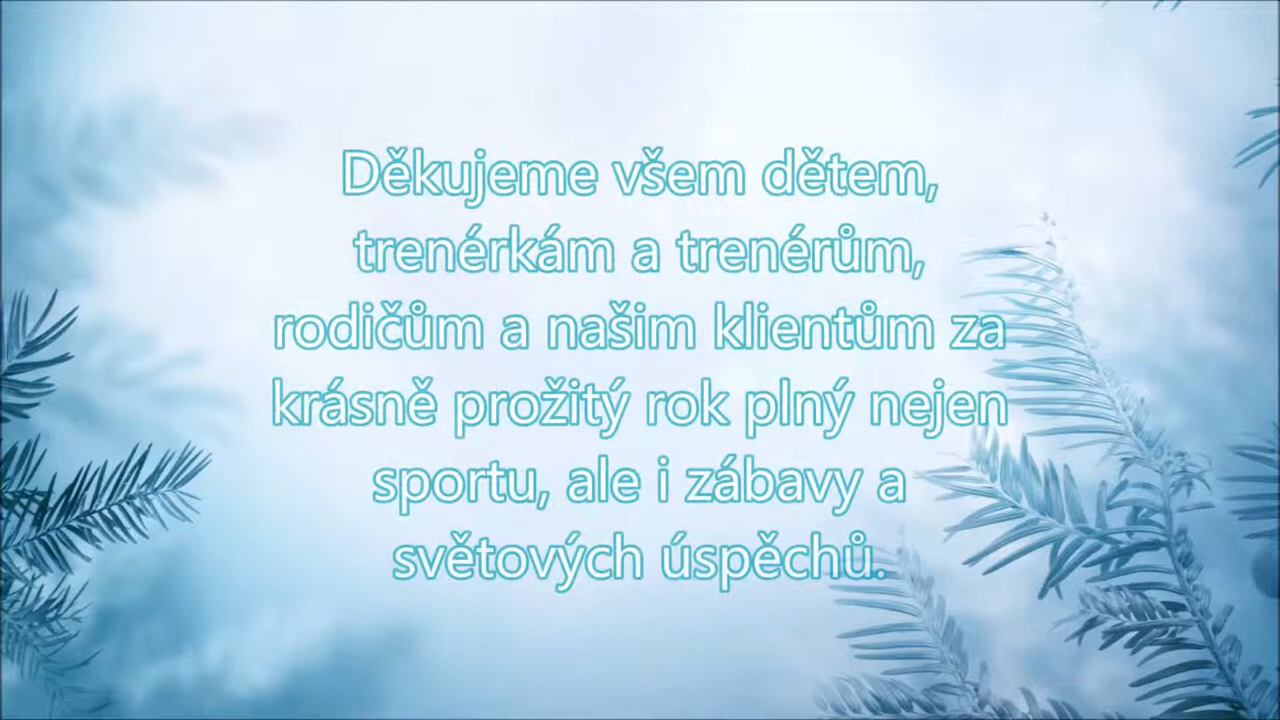 Děkujeme všem dětem,
trenérkám a trenérům,
rodičům a našim klientům za
krásně prožitý rok plný nejen
sportu, ale i zábavy a
světových úspěchů.